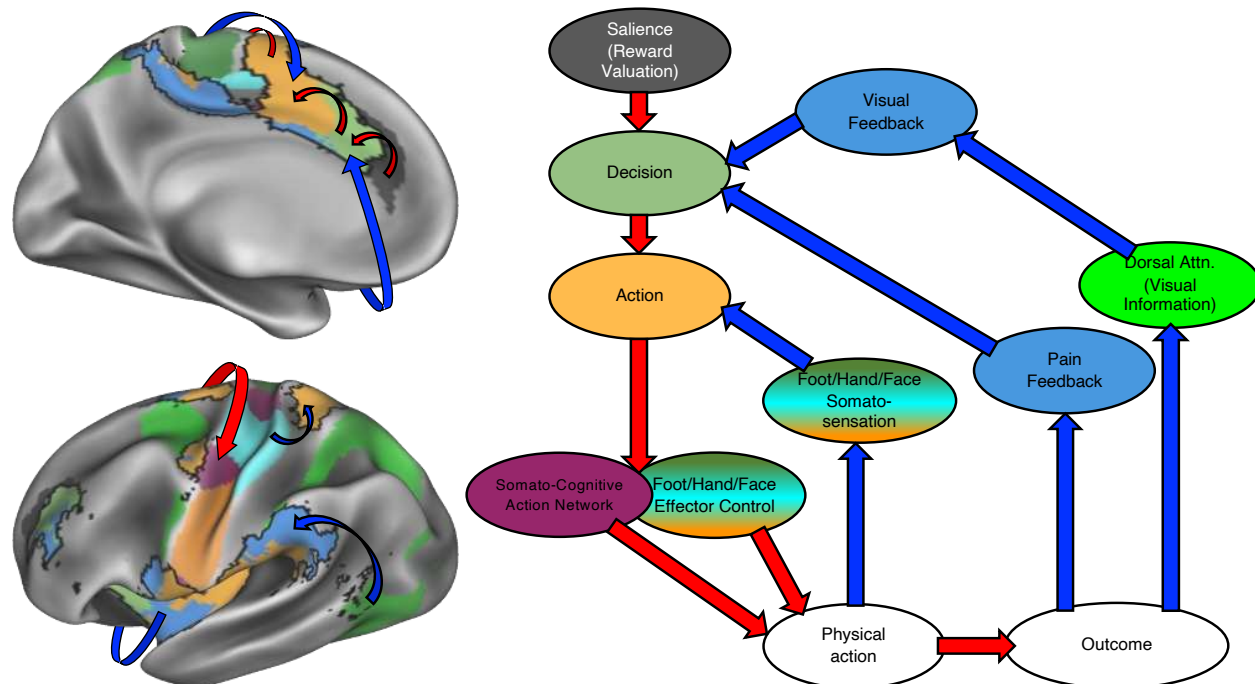 Salience
(Reward
Valuation)
Visual
Feedback
Decision
Dorsal Attn.
(Visual
Information)
Action
Pain
Feedback
Foot/Hand/Face
Somato-
sensation
Somato-Cognitive
Action Network
Foot/Hand/Face
Effector Control
Physical
action
Outcome